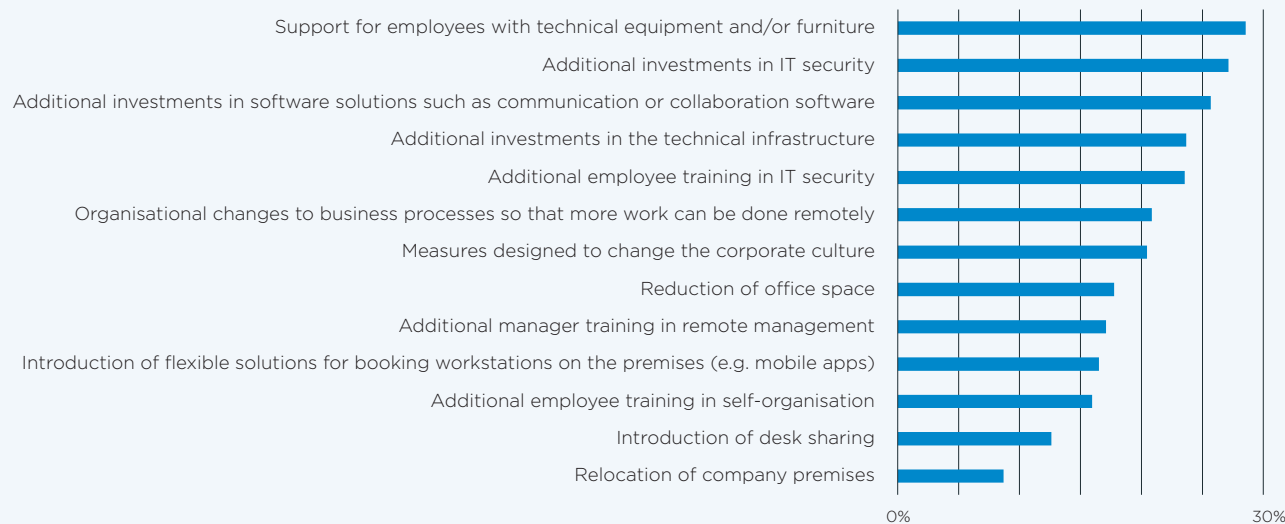 Support for employees with technical equipment and/or furniture
Additional investments in IT security
Additional investments in software solutions such as communication or collaboration software
Additional investments in the technical infrastructure
Additional employee training in IT security
Organisational changes to business processes so that more work can be done remotely
Measures designed to change the corporate culture
Reduction of office space
Additional manager training in remote management
Introduction of flexible solutions for booking workstations on the premises (e.g. mobile apps)
Additional employee training in self-organisation
Introduction of desk sharing
Relocation of company premises
0% 30%